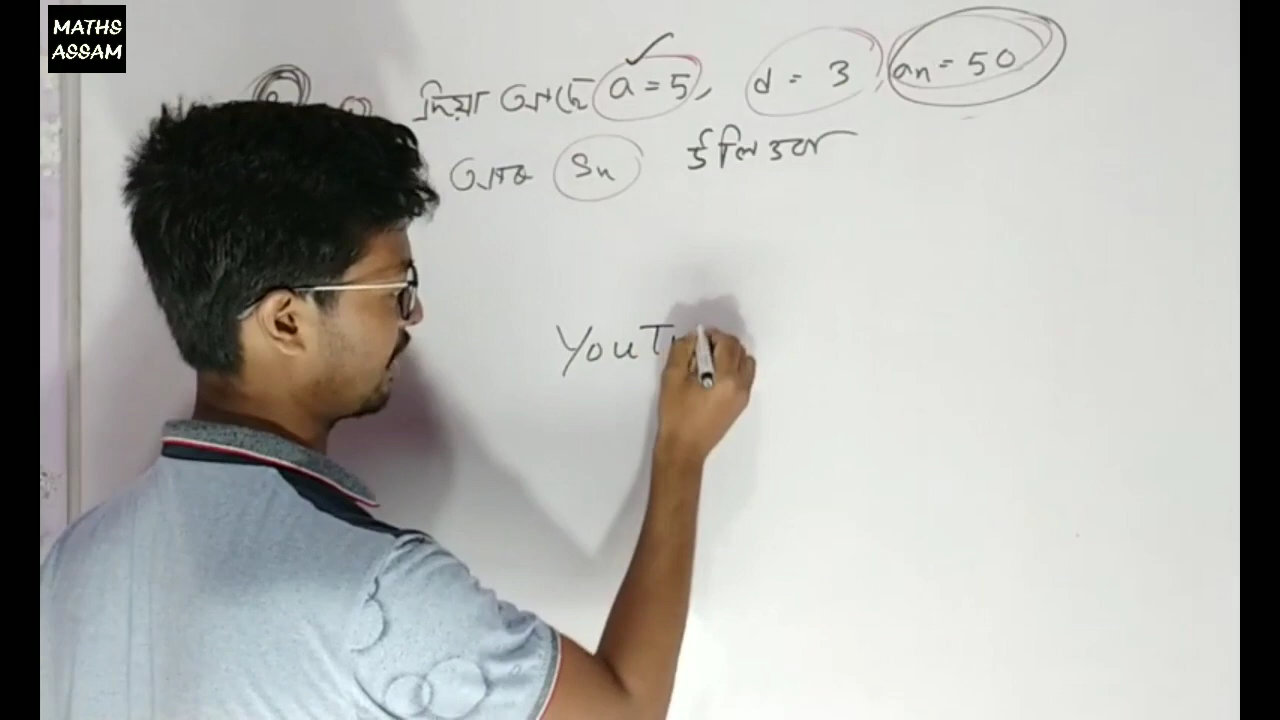 MATHS
ASSAM
দিয়া আছে a = 5, d = 3 an = 50
আৰু Sn উলিওৱা
YouT